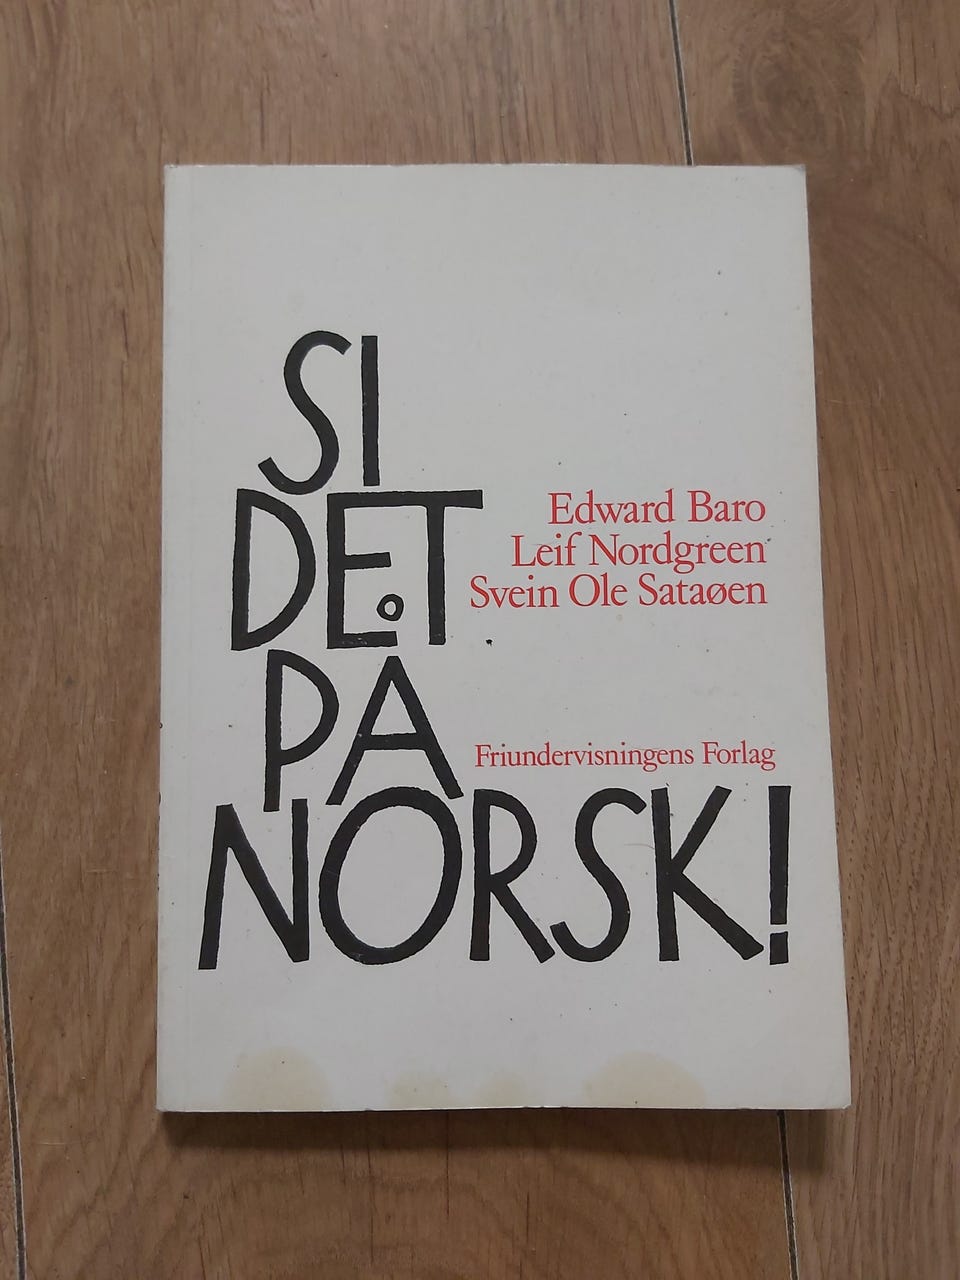 SI
DET
PÅ
NORSK!
Edward Baro
Leif Nordgreen
Svein Ole Sataøen
Friundervisningens Forlag